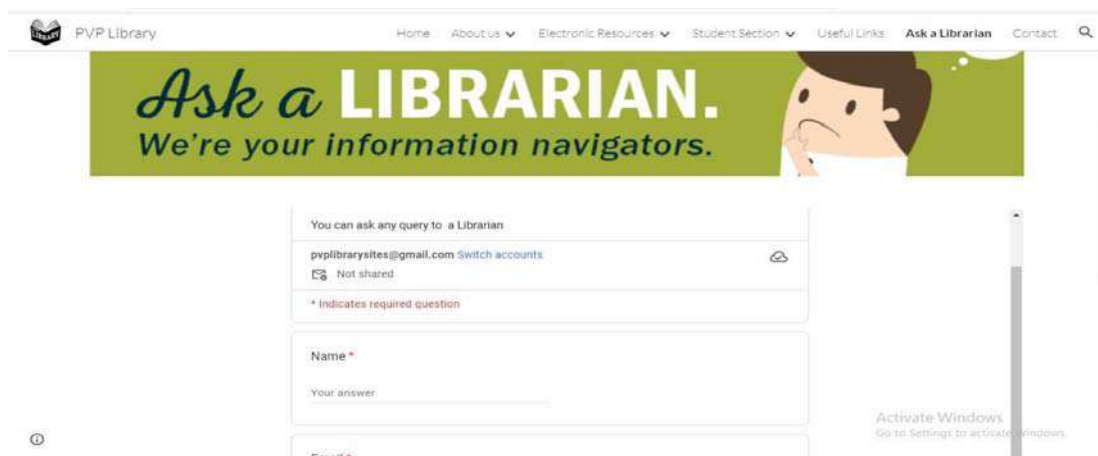 LIBRARY
PVP Library
Home About us Electronic Resources Student Section Useful Links Ask a Librarian Contact
Ask a LIBRARIAN.
We're your information navigators.
You can ask any query to a Librarian
pvplibrarysites@gmail.com Switch accounts
Not shared
* Indicates required question
Name *
Your answer
Activate Windows
Go to Settings to activate Windows.
Email *